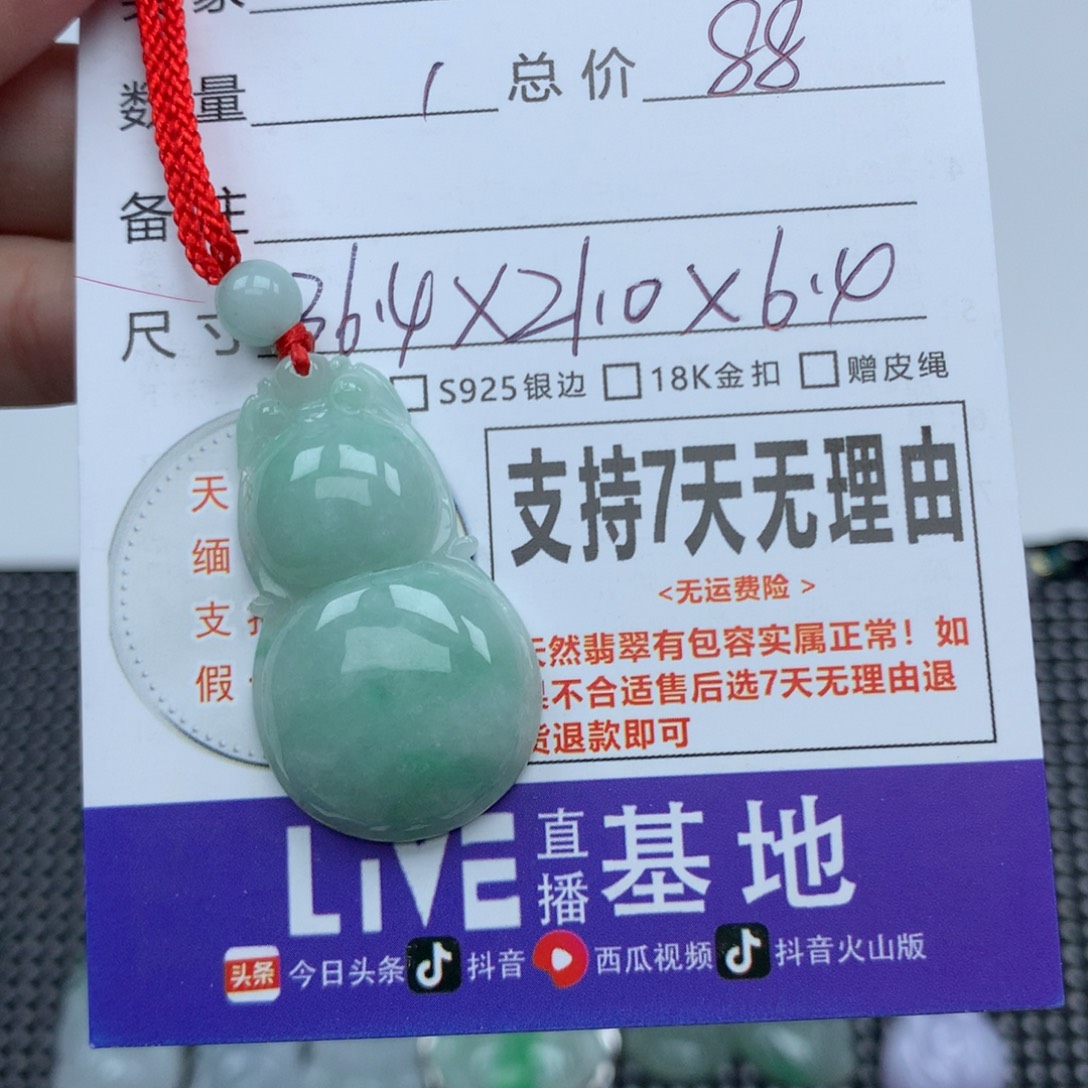 数量 1 总价 88
备注
尺寸 36.4X21.0X6.4
S925银边 18K金扣 赠皮绳
支持7天无理由
<无运费险 >
天然翡翠有包容实属正常！如
果不合适售后选7天无理由退
货退款即可
天
缅
支
假
LIVE 直播 基地
头条 今日头条 抖音 西瓜视频 抖音火山版